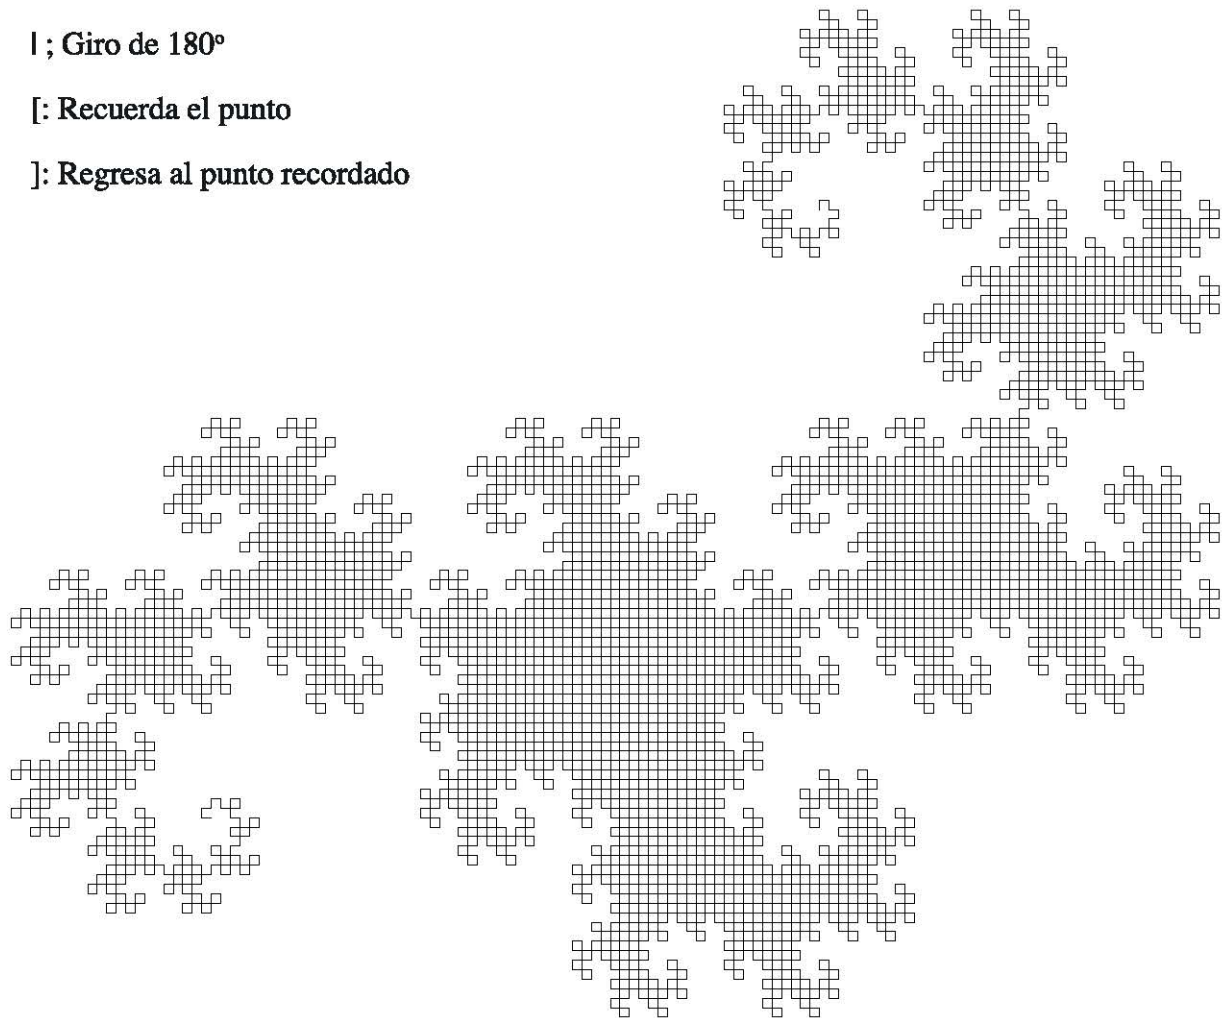 | ; Giro de 180º
[: Recuerda el punto
]: Regresa al punto recordado